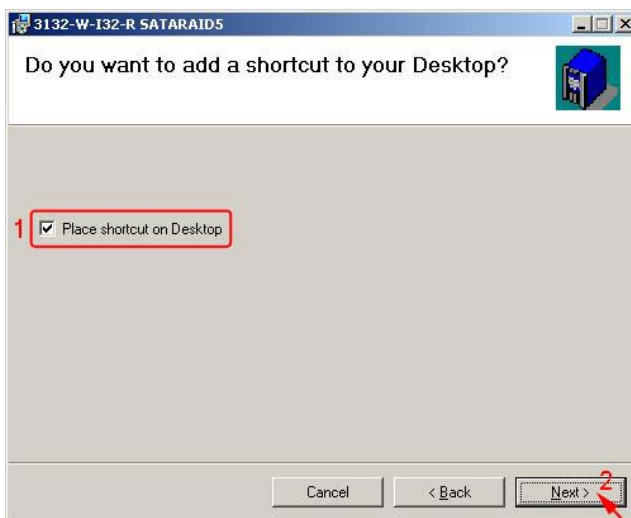 3132-W-I32-R SATARAID5
Do you want to add a shortcut to your Desktop?
1 Place shortcut on Desktop
2
Cancel < Back Next >